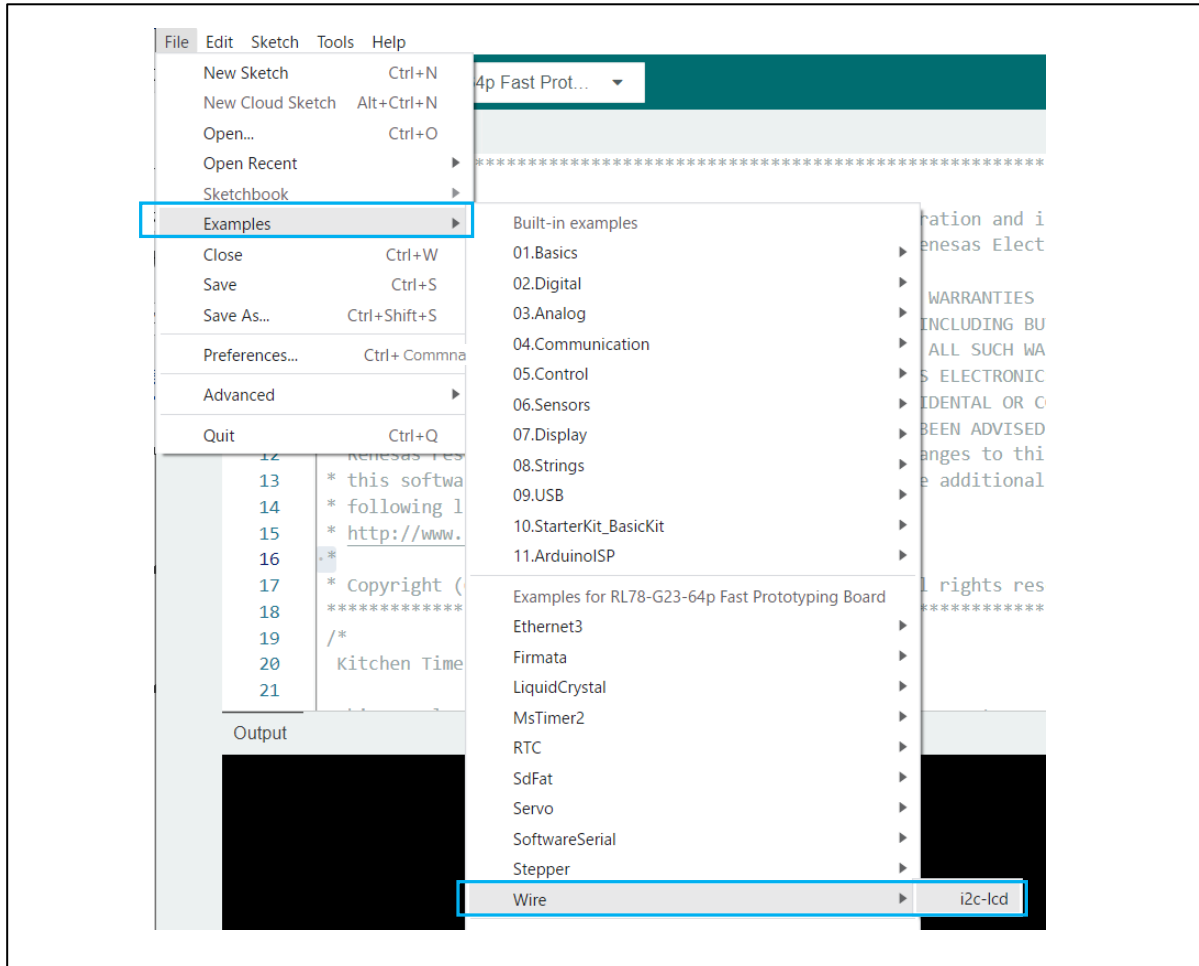 File Edit Sketch Tools Help
New Sketch Ctrl+N
New Cloud Sketch Alt+Ctrl+N
Open... Ctrl+O
Open Recent
Sketchbook
Examples
Close Ctrl+W
Save Ctrl+S
Save As... Ctrl+Shift+S
Preferences... Ctrl+ Commna
Advanced
Quit Ctrl+Q
4p Fast Prot...
************************************************************
Built-in examples
01.Basics
02.Digital
03.Analog
04.Communication
05.Control
06.Sensors
07.Display
08.Strings
09.USB
10.StarterKit_BasicKit
11.ArduinoISP
Examples for RL78-G23-64p Fast Prototyping Board
Ethernet3
Firmata
LiquidCrystal
MsTimer2
RTC
SdFat
Servo
SoftwareSerial
Stepper
Wire
i2c-lcd
ration and i
enesas Elect
WARRANTIES
INCLUDING BU
ALL SUCH WA
S ELECTRONIC
IDENTAL OR C
BEEN ADVISED
anges to thi
e additional
l rights res
************
12 Renesas res
13 * this softwa
14 * following l
15 * http://www.
16 *
17 * Copyright (
18 *************
19 /*
20 Kitchen Time
21
Output